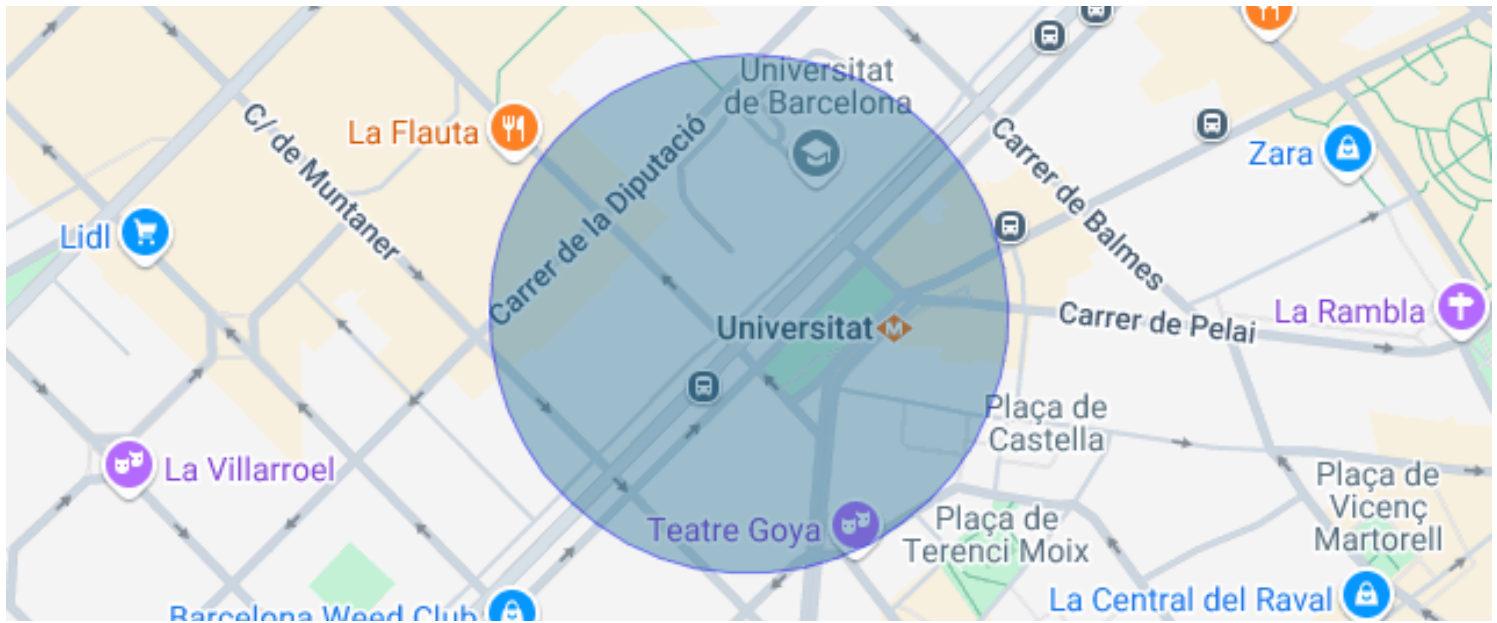 Universitat
de Barcelona
C/ de Muntaner
La Flauta
Carrer de la Diputació
Carrer de Balmes
Zara
Lidl
Universitat
M
Carrer de Pelai
La Rambla
Plaça de
Castella
La Villarroel
Plaça de
Vicenç
Martorell
Teatre Goya
Plaça de
Terenci Moix
La Central del Raval
Barcelona Weed Club